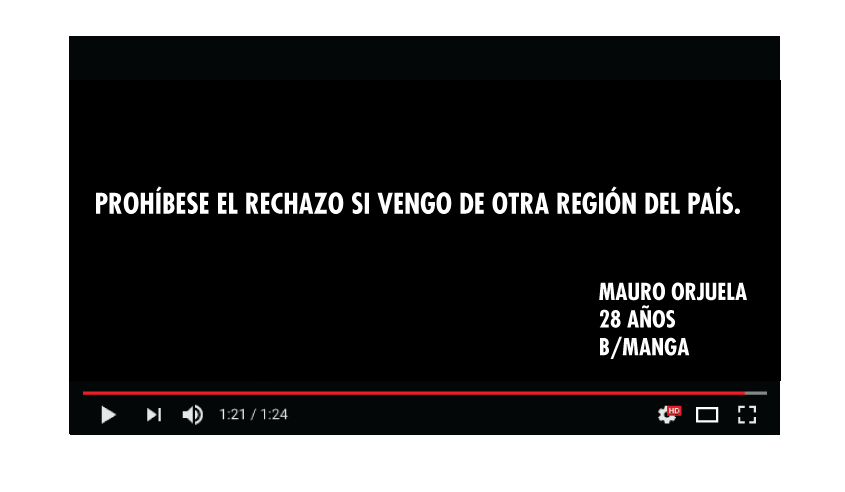 PROHÍBESE EL RECHAZO SI VENGO DE OTRA REGIÓN DEL PAÍS.
MAURO ORJUELA
28 AÑOS
B/MANGA
1:21 / 1:24
HD